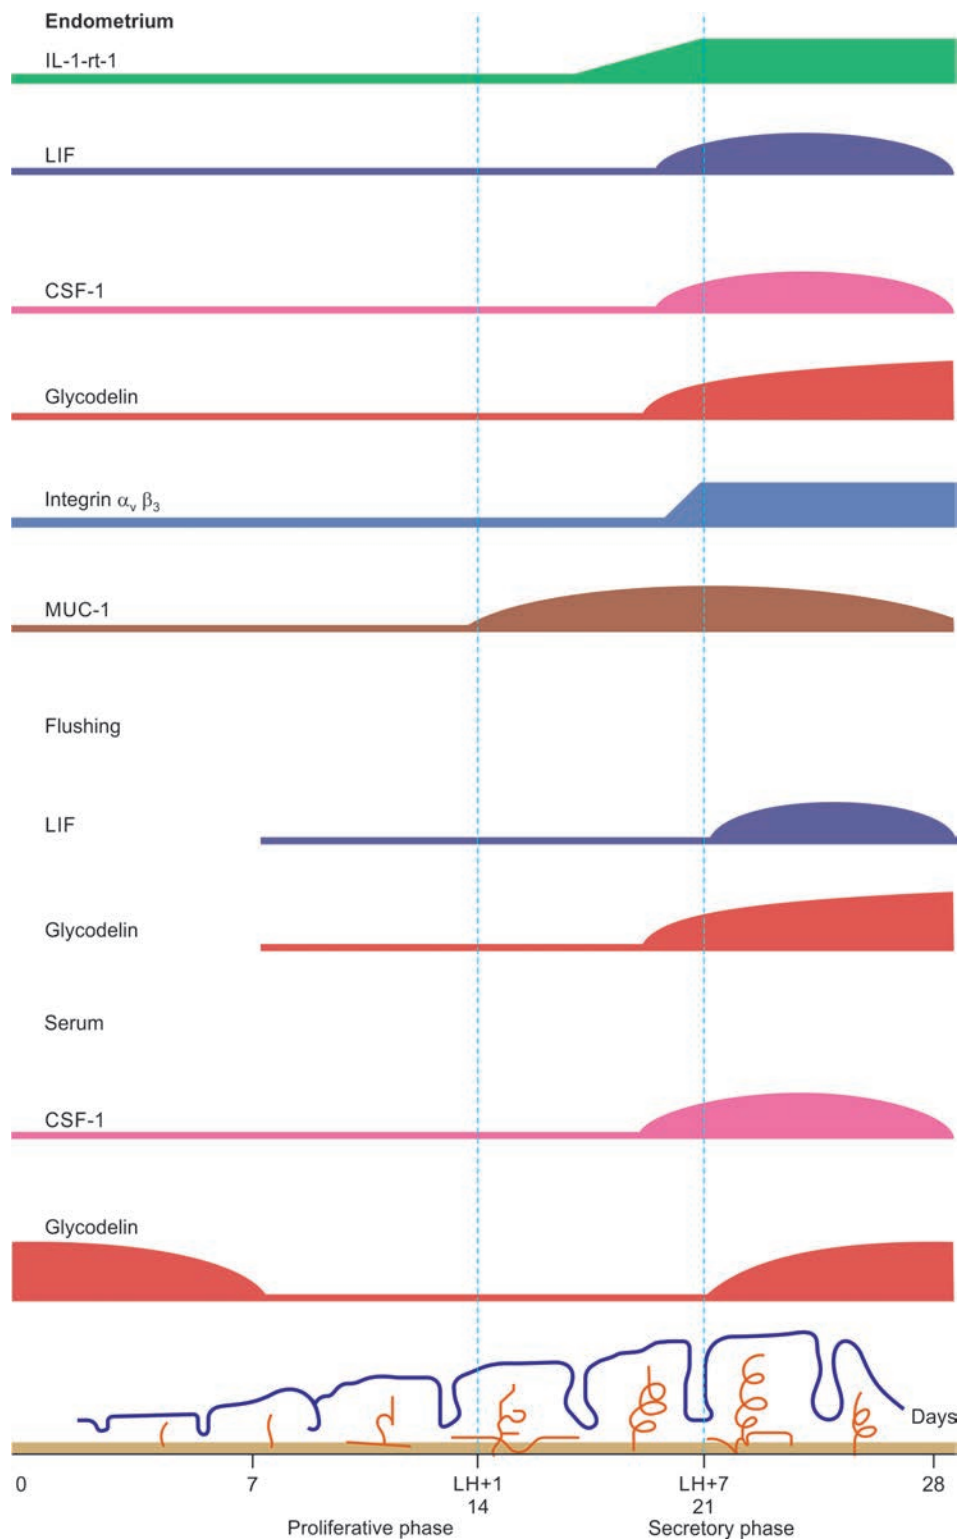 Endometrium
IL-1-rt-1
LIF
CSF-1
Glycodelin
Integrin αᵥ β₃
MUC-1
Flushing
LIF
Glycodelin
Serum
CSF-1
Glycodelin
Days
0 7 LH+1 LH+7 28
14 21
Proliferative phase Secretory phase